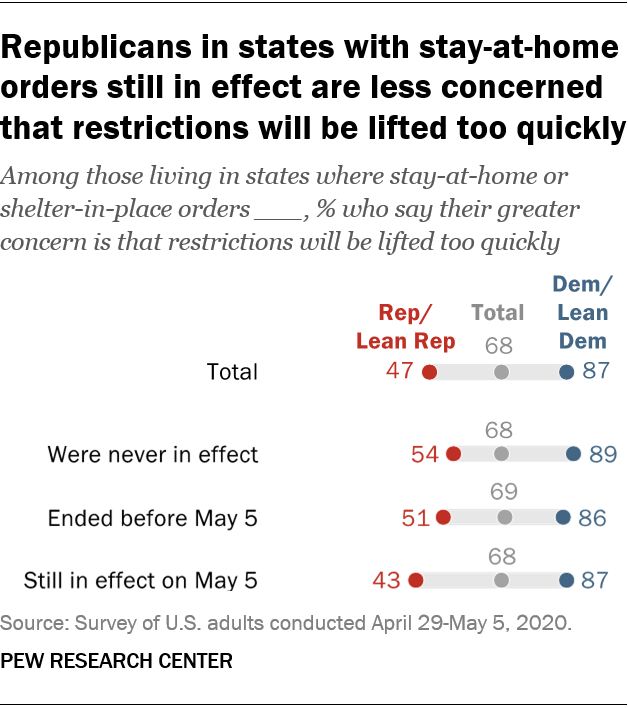 Republicans in states with stay-at-home
orders still in effect are less concerned
that restrictions will be lifted too quickly
Among those living in states where stay-at-home or
shelter-in-place orders ___, % who say their greater
concern is that restrictions will be lifted too quickly
Rep/
Lean Rep
Total
Dem/
Lean
Dem
Total 47 68 87
Were never in effect 54 68 89
Ended before May 5 51 69 86
Still in effect on May 5 43 68 87
Source: Survey of U.S. adults conducted April 29-May 5, 2020.
PEW RESEARCH CENTER